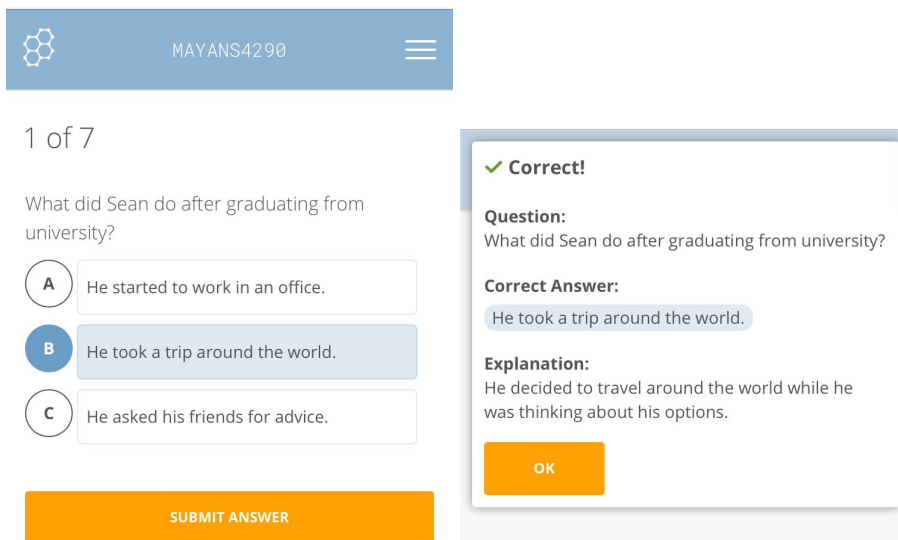 MAYANS4290
1 of 7
What did Sean do after graduating from
university?
A He started to work in an office.
B He took a trip around the world.
C He asked his friends for advice.
SUBMIT ANSWER
Correct!
Question:
What did Sean do after graduating from university?
Correct Answer:
He took a trip around the world.
Explanation:
He decided to travel around the world while he
was thinking about his options.
OK